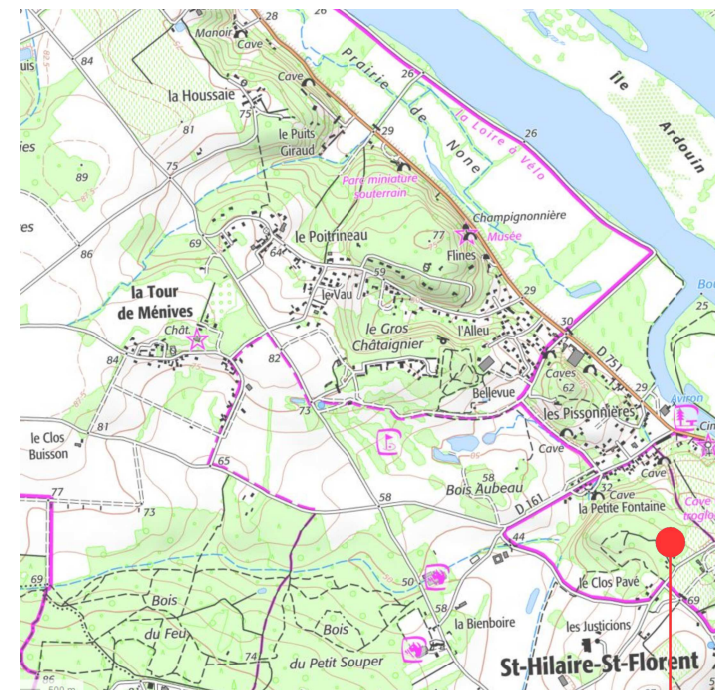 28
Manoir
Cave
84
26
Prairie
de
None
Île
Ardouin
la Loire à Vélo
la Houssaie
Cave
75
81
le Puits
Giraud
29
26
75
89
Parc miniature
souterrain
Champignonnière
Musée
77
Flines
69
le Poitrineau
64
86
59
le Vau
29
25
la Tour
de Ménives
Chât.
le Gros
Châtaignier
l'Alleu
30
D 751
84
82
Caves
62
29
Bellevue
Aviron
73
les Pissonnières
81
le Clos
Buisson
65
Cave
50
58
Bois Aubeau
77
73
58
D 161
32
Cave
la Petite Fontaine
Cave
44
69
50
le Clos Pavé
69
58
Bois
du Feu
Bois
du Petit Souper
la Bienboire
les Justicions
74
St-Hilaire-St-Florent
86